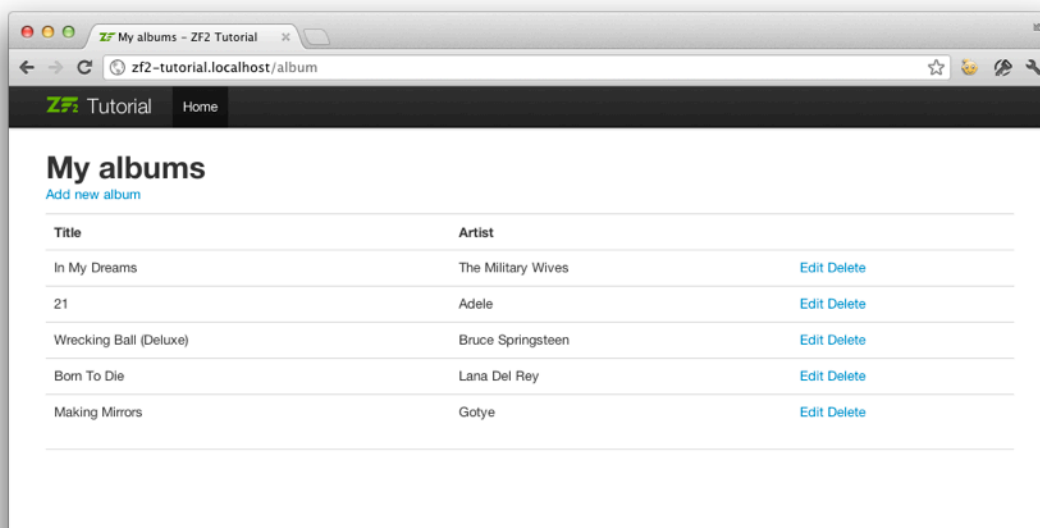 ZF My albums – ZF2 Tutorial
zf2-tutorial.localhost/album
ZF2 Tutorial Home
My albums
Add new album
Title Artist
In My Dreams The Military Wives Edit Delete
21 Adele Edit Delete
Wrecking Ball (Deluxe) Bruce Springsteen Edit Delete
Born To Die Lana Del Rey Edit Delete
Making Mirrors Gotye Edit Delete